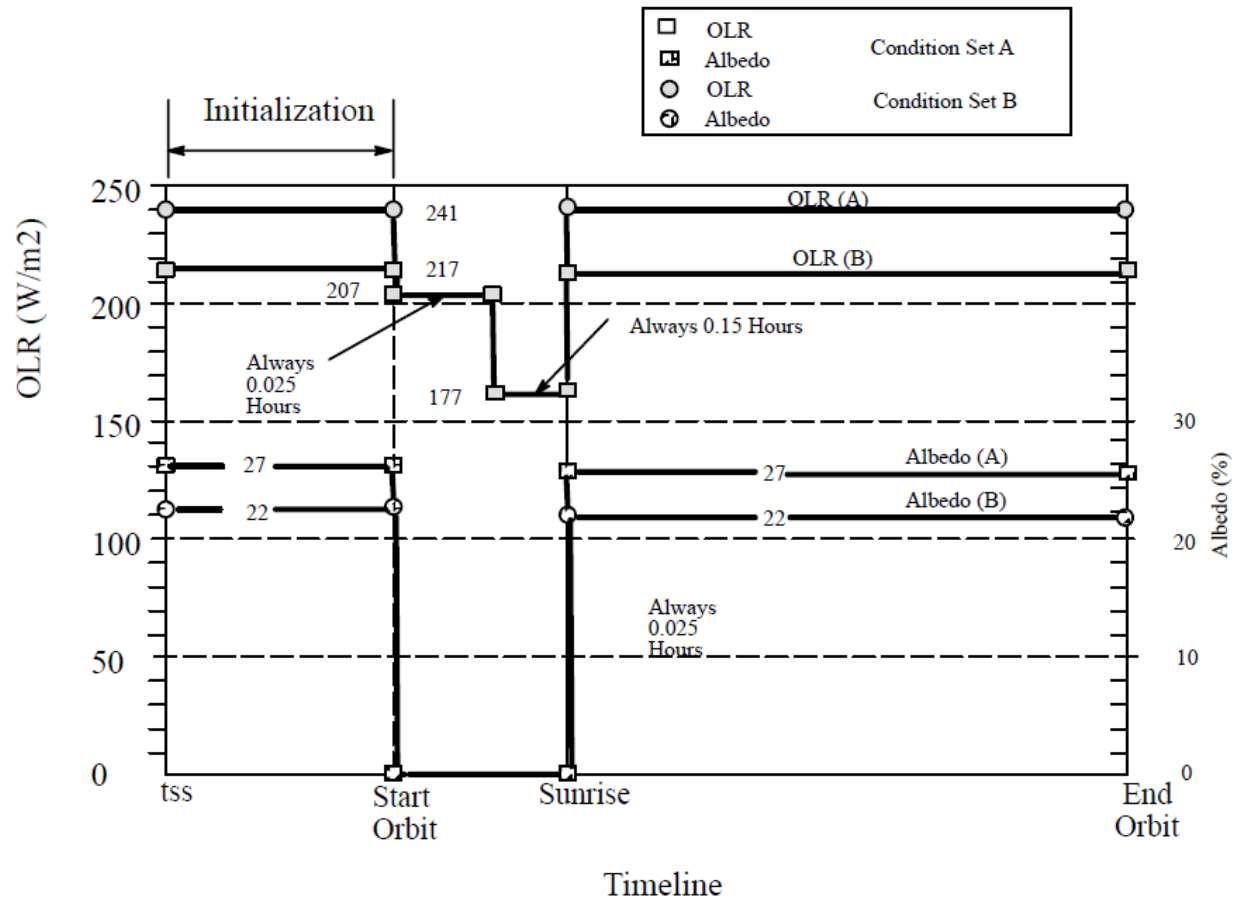 OLR
Albedo
Condition Set A
OLR
Albedo
Condition Set B
Initialization
OLR (W/m2)
250
200
150
100
50
0
241
217
207
177
Always
0.025
Hours
Always 0.15 Hours
OLR (A)
OLR (B)
27
22
27
22
Albedo (A)
Albedo (B)
Always
0.025
Hours
30
20
10
0
Albedo (%)
tss
Start
Orbit
Sunrise
End
Orbit
Timeline